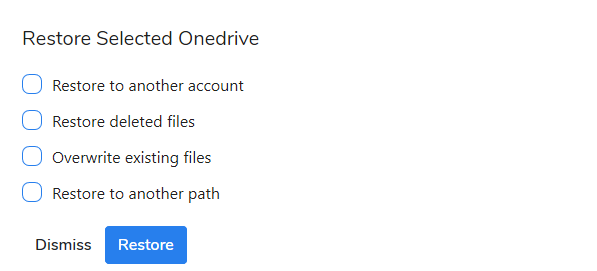 Restore Selected Onedrive
Restore to another account
Restore deleted files
Overwrite existing files
Restore to another path
Dismiss Restore